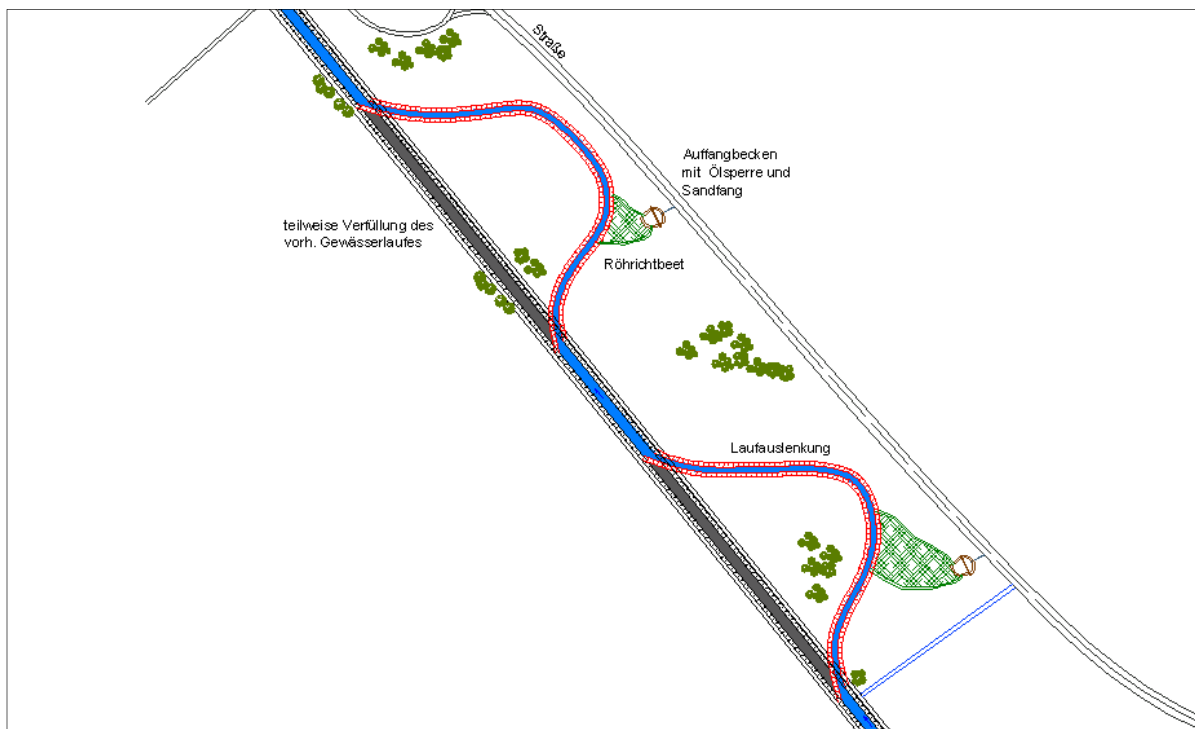 Straße
Auffangbecken
mit Ölsperre und
Sandfang
teilweise Verfüllung des
vorh. Gewässerlaufes
Röhrichtbeet
Laufauslenkung